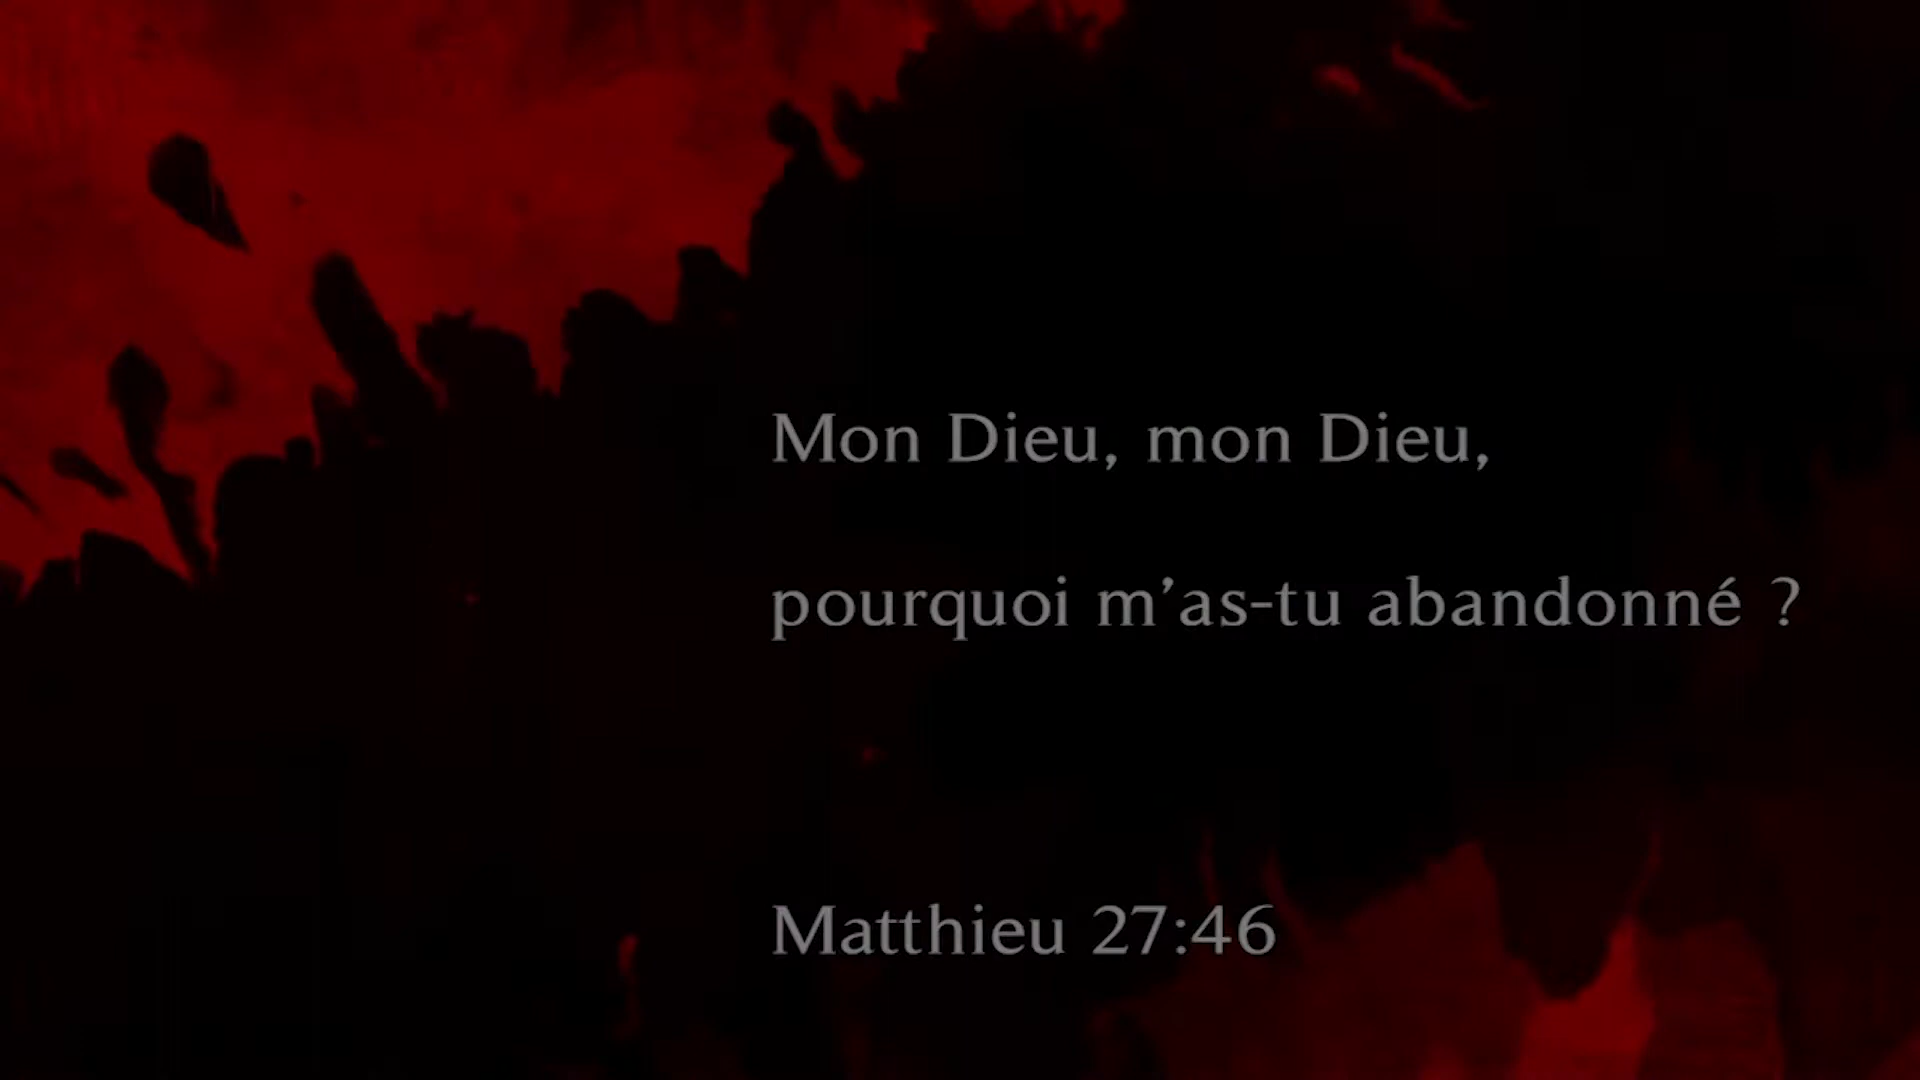 Mon Dieu, mon Dieu,
pourquoi m’as-tu abandonné ?
Matthieu 27:46